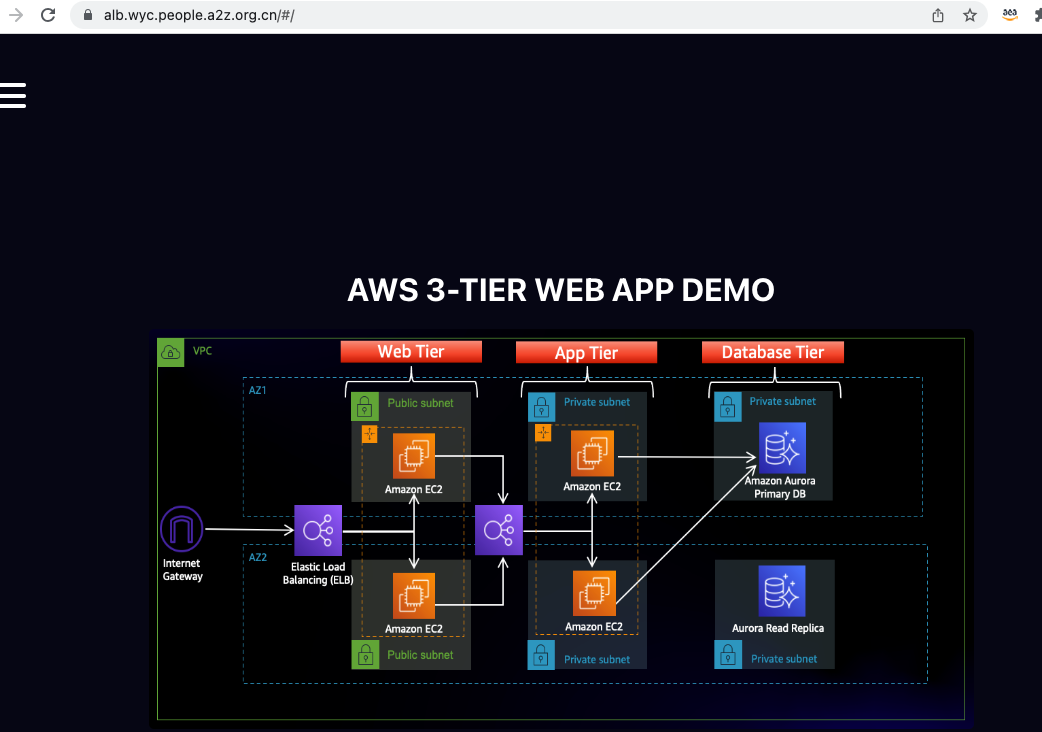 alb.wyc.people.a2z.org.cn/#/
aea
AWS 3-TIER WEB APP DEMO
VPC
Web Tier
App Tier
Database Tier
AZ1
Public subnet
Private subnet
Private subnet
Amazon EC2
Amazon EC2
Amazon Aurora
Primary DB
Internet
Gateway
Elastic Load
Balancing (ELB)
AZ2
Amazon EC2
Amazon EC2
Aurora Read Replica
Public subnet
Private subnet
Private subnet